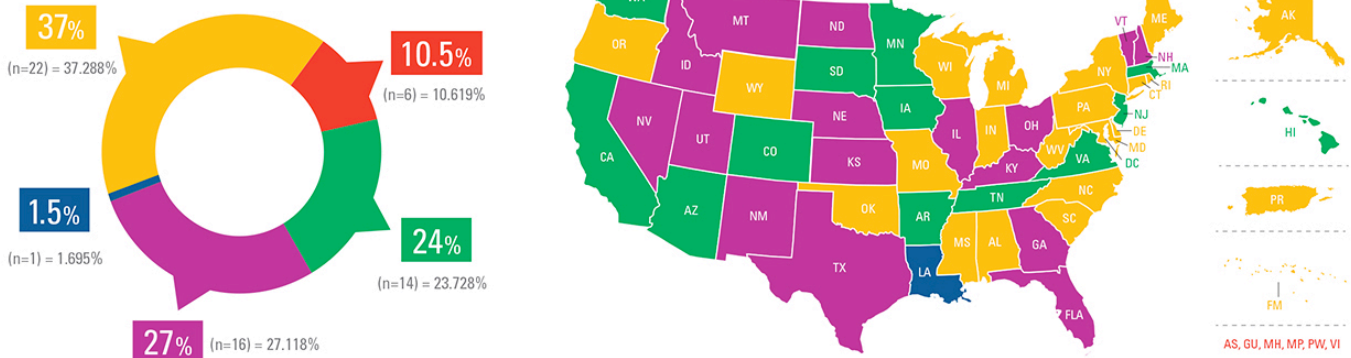 37%
(n=22) = 37.288%
10.5%
(n=6) = 10.619%
1.5%
(n=1) = 1.695%
24%
(n=14) = 23.728%
27%
(n=16) = 27.118%
MT
ND
MN
VT
ME
AK
OR
ID
SD
WI
MI
NY
NH
MA
RI
CT
WY
IA
NE
PA
NJ
NV
UT
CO
IL
IN
OH
DE
MD
DC
HI
CA
KS
MO
KY
WV
VA
AZ
NM
OK
AR
TN
NC
SC
PR
MS
AL
GA
TX
LA
FLA
FM
AS, GU, MH, MP, PW, VI